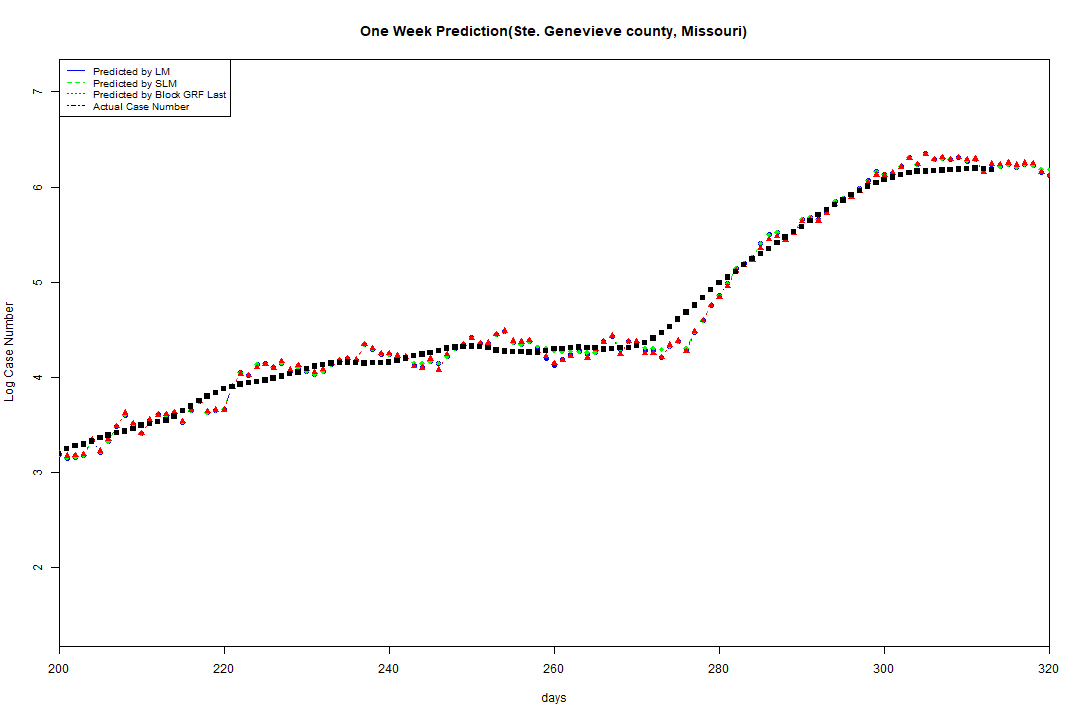 One Week Prediction(Ste. Genevieve county, Missouri)
Predicted by LM
Predicted by SLM
Predicted by Block GRF Last
Actual Case Number
7
6
5
4
3
2
Log Case Number
200 220 240 260 280 300 320
days